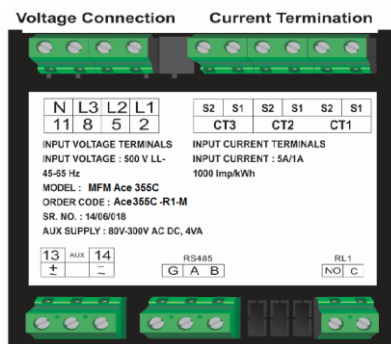 Voltage Connection Current Termination
N L3 L2 L1
11 8 5 2
S2 S1 S2 S1 S2 S1
CT3 CT2 CT1
INPUT VOLTAGE TERMINALS
INPUT VOLTAGE : 500 V LL-
45-65 Hz
INPUT CURRENT TERMINALS
INPUT CURRENT : 5A/1A
1000 Imp/kWh
MODEL : MFM Ace 355C
ORDER CODE : Ace355C -R1-M
SR. NO. : 14/06/018
AUX SUPPLY : 80V-300V AC DC, 4VA
13 AUX 14
RS485
G A B
RL1
NO C